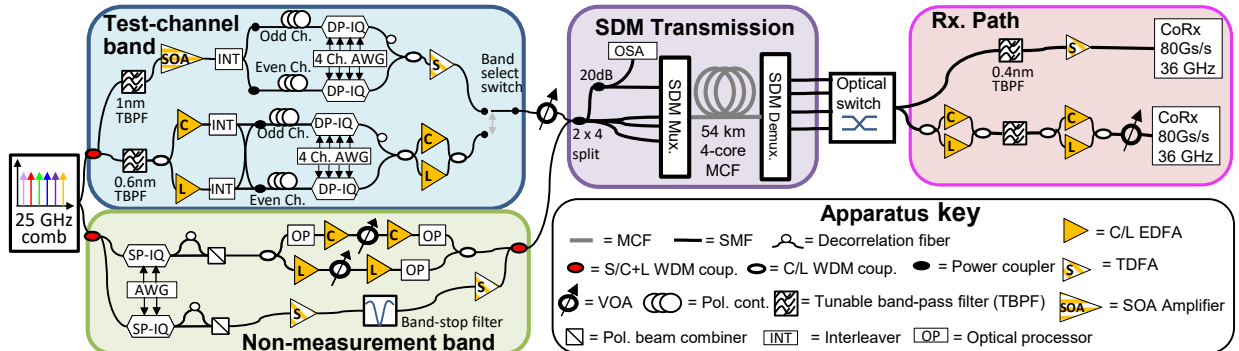 Test-channel
band
Odd Ch.
DP-IQ
SOA
INT
4 Ch. AWG
S
Even Ch.
DP-IQ
1nm
TBPF
Band
select
switch
C
INT
Odd Ch.
DP-IQ
C
4 Ch. AWG
L
0.6nm
TBPF
L
INT
Even Ch.
DP-IQ
25 GHz
comb
SP-IQ
AWG
SP-IQ
OP
C
C
OP
L
L
OP
S
S
Band-stop filter
Non-measurement band
SDM Transmission
OSA
20dB
2 x 4
split
SDM Mux.
54 km
4-core
MCF
SDM Demux.
Optical
switch
Rx. Path
S
0.4nm
TBPF
CoRx
80Gs/s
36 GHz
C
L
C
L
CoRx
80Gs/s
36 GHz
Apparatus key
= MCF
= SMF
= Decorrelation fiber
= C/L EDFA
= S/C+L WDM coup.
= C/L WDM coup.
= Power coupler
S = TDFA
= VOA
= Pol. cont.
= Tunable band-pass filter (TBPF)
SOA = SOA Amplifier
= Pol. beam combiner
INT = Interleaver
OP = Optical processor